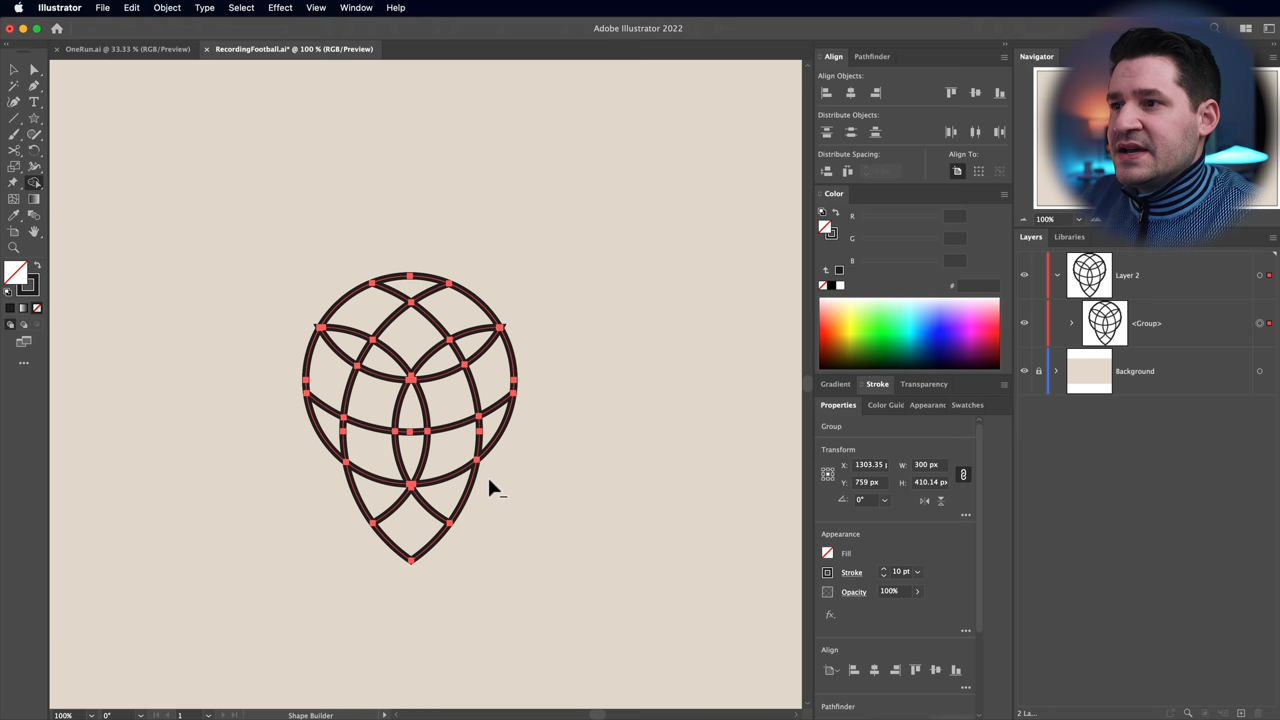 Illustrator File Edit Object Type Select Effect View Window Help
Adobe Illustrator 2022
× OneRun.ai @ 33.33 % (RGB/Preview) × RecordingFootball.ai* @ 100 % (RGB/Preview)
Align Pathfinder
Align Objects:
Distribute Objects:
Distribute Spacing: Align To:
Color
R
G
B
#
Gradient Stroke Transparency
Properties Color Guid Appearanc Swatches
Group
Transform
X: 1303.35 p W: 300 px
Y: 759 px H: 410.14 px
0°
Appearance
Fill
Stroke 10 pt
Opacity 100%
fx.
Align
Pathfinder
Navigator
100%
Layers Libraries
Layer 2
<Group>
Background
2 La...
100% 0° 1 Shape Builder